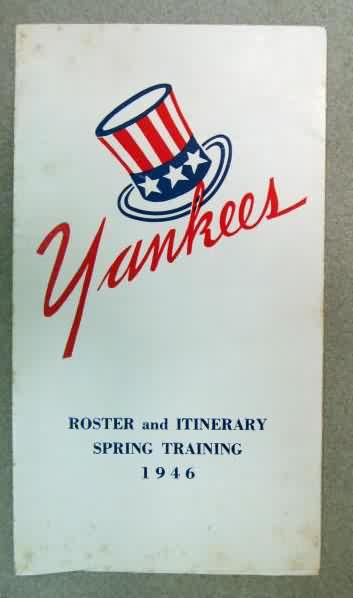 Yankees
ROSTER and ITINERARY
SPRING TRAINING
1946